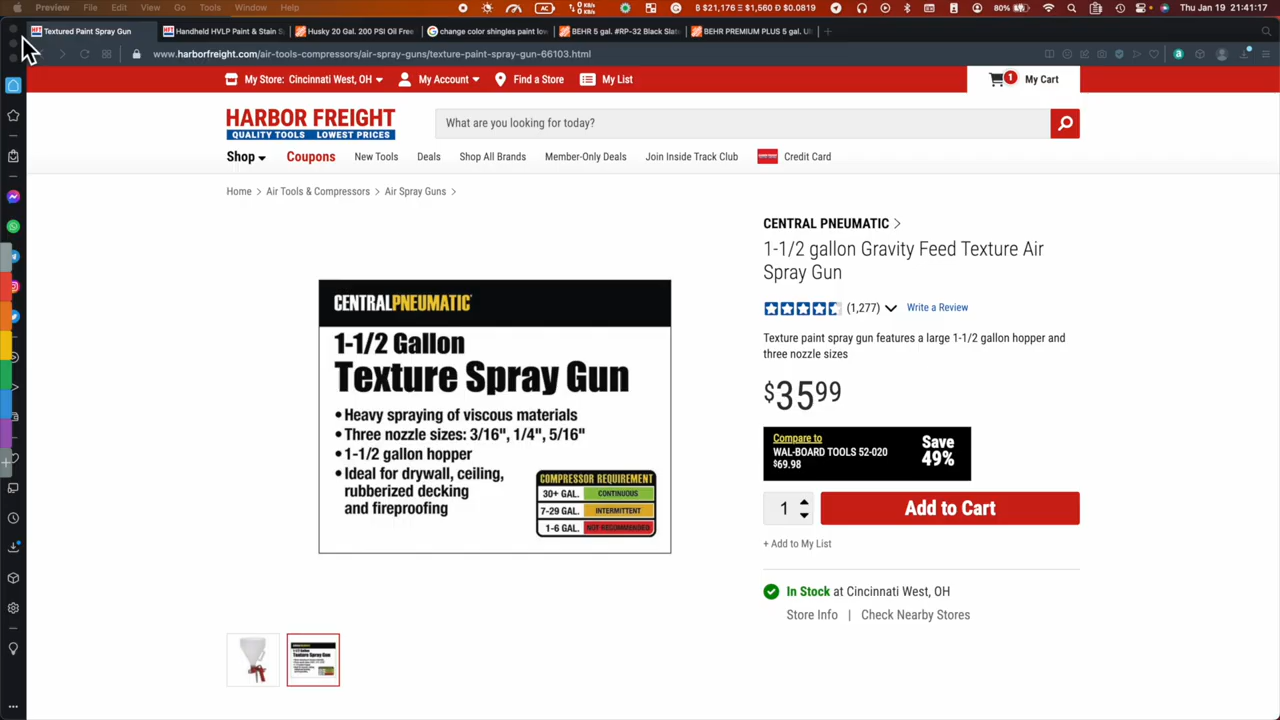 Preview File Edit View Go Tools Window Help
B $21,176 ⫶ $1,560 Ð $0.0819
80%
Thu Jan 19 21:41:17
Textured Paint Spray Gun
Handheld HVLP Paint & Stain S
Husky 20 Gal. 200 PSI Oil Free
change color shingles paint low
BEHR 5 gal. #RP-32 Black Slate
BEHR PREMIUM PLUS 5 gal. Ul
www.harborfreight.com/air-tools-compressors/air-spray-guns/texture-paint-spray-gun-66103.html
My Store: Cincinnati West, OH
My Account
Find a Store
My List
1 My Cart
HARBOR FREIGHT
QUALITY TOOLS LOWEST PRICES
What are you looking for today?
Shop
Coupons
New Tools
Deals
Shop All Brands
Member-Only Deals
Join Inside Track Club
Credit Card
Home > Air Tools & Compressors > Air Spray Guns >
CENTRAL PNEUMATIC >
1-1/2 gallon Gravity Feed Texture Air
Spray Gun
(1,277) Write a Review
Texture paint spray gun features a large 1-1/2 gallon hopper and
three nozzle sizes
$35 99
Compare to
WAL-BOARD TOOLS 52-020
$69.98
Save
49%
1
Add to Cart
+ Add to My List
In Stock at Cincinnati West, OH
Store Info | Check Nearby Stores
CENTRALPNEUMATIC
1-1/2 Gallon
Texture Spray Gun
• Heavy spraying of viscous materials
• Three nozzle sizes: 3/16", 1/4", 5/16"
• 1-1/2 gallon hopper
• Ideal for drywall, ceiling,
rubberized decking
and fireproofing
COMPRESSOR REQUIREMENT
30+ GAL. CONTINUOUS
7-29 GAL. INTERMITTENT
1-6 GAL. NOT RECOMMENDED